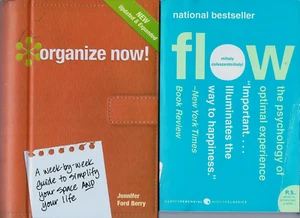 NEW
Updated & Expanded
organize now!
A week-by-week
guide to simplify
your space AND
your life
Jennifer
Ford Berry
national bestseller
flow
mihaly
csikszentmihalyi
the psychology of
optimal experience
"Important. . . .
Illuminates the
way to happiness."
—New York Times
Book Review
P.S.
HARPERPERENNIAL MODERNCLASSICS